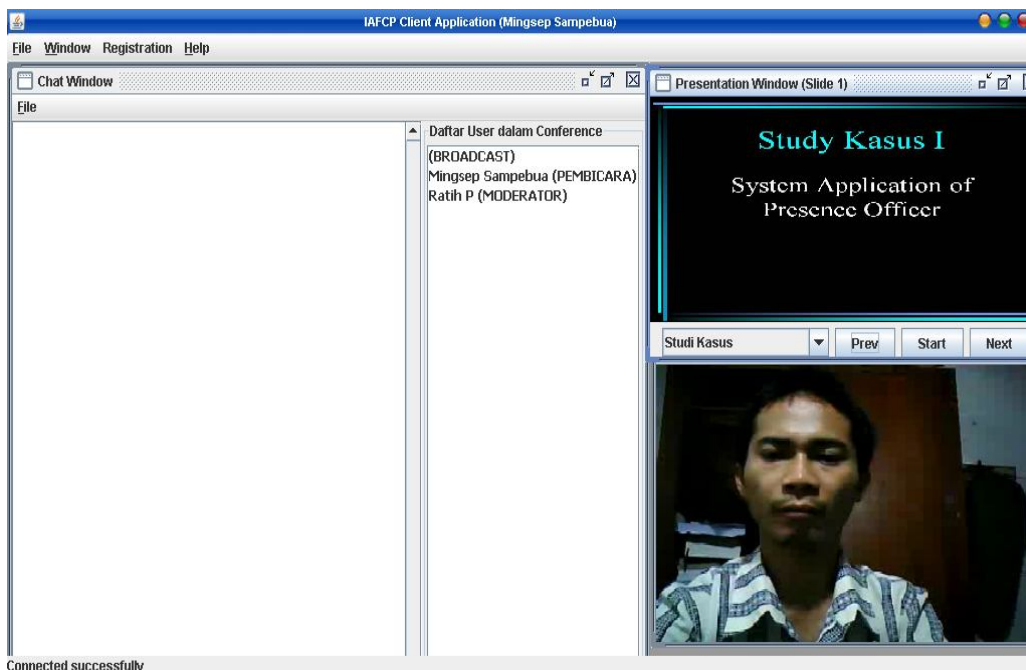 IAFCP Client Application (Mingsep Sampebua)
File Window Registration Help
Chat Window
File
Daftar User dalam Conference
(BROADCAST)
Mingsep Sampebua (PEMBICARA)
Ratih P (MODERATOR)
Presentation Window (Slide 1)
Study Kasus I
System Application of
Presence Officer
Studi Kasus Prev Start Next
Connected successfully